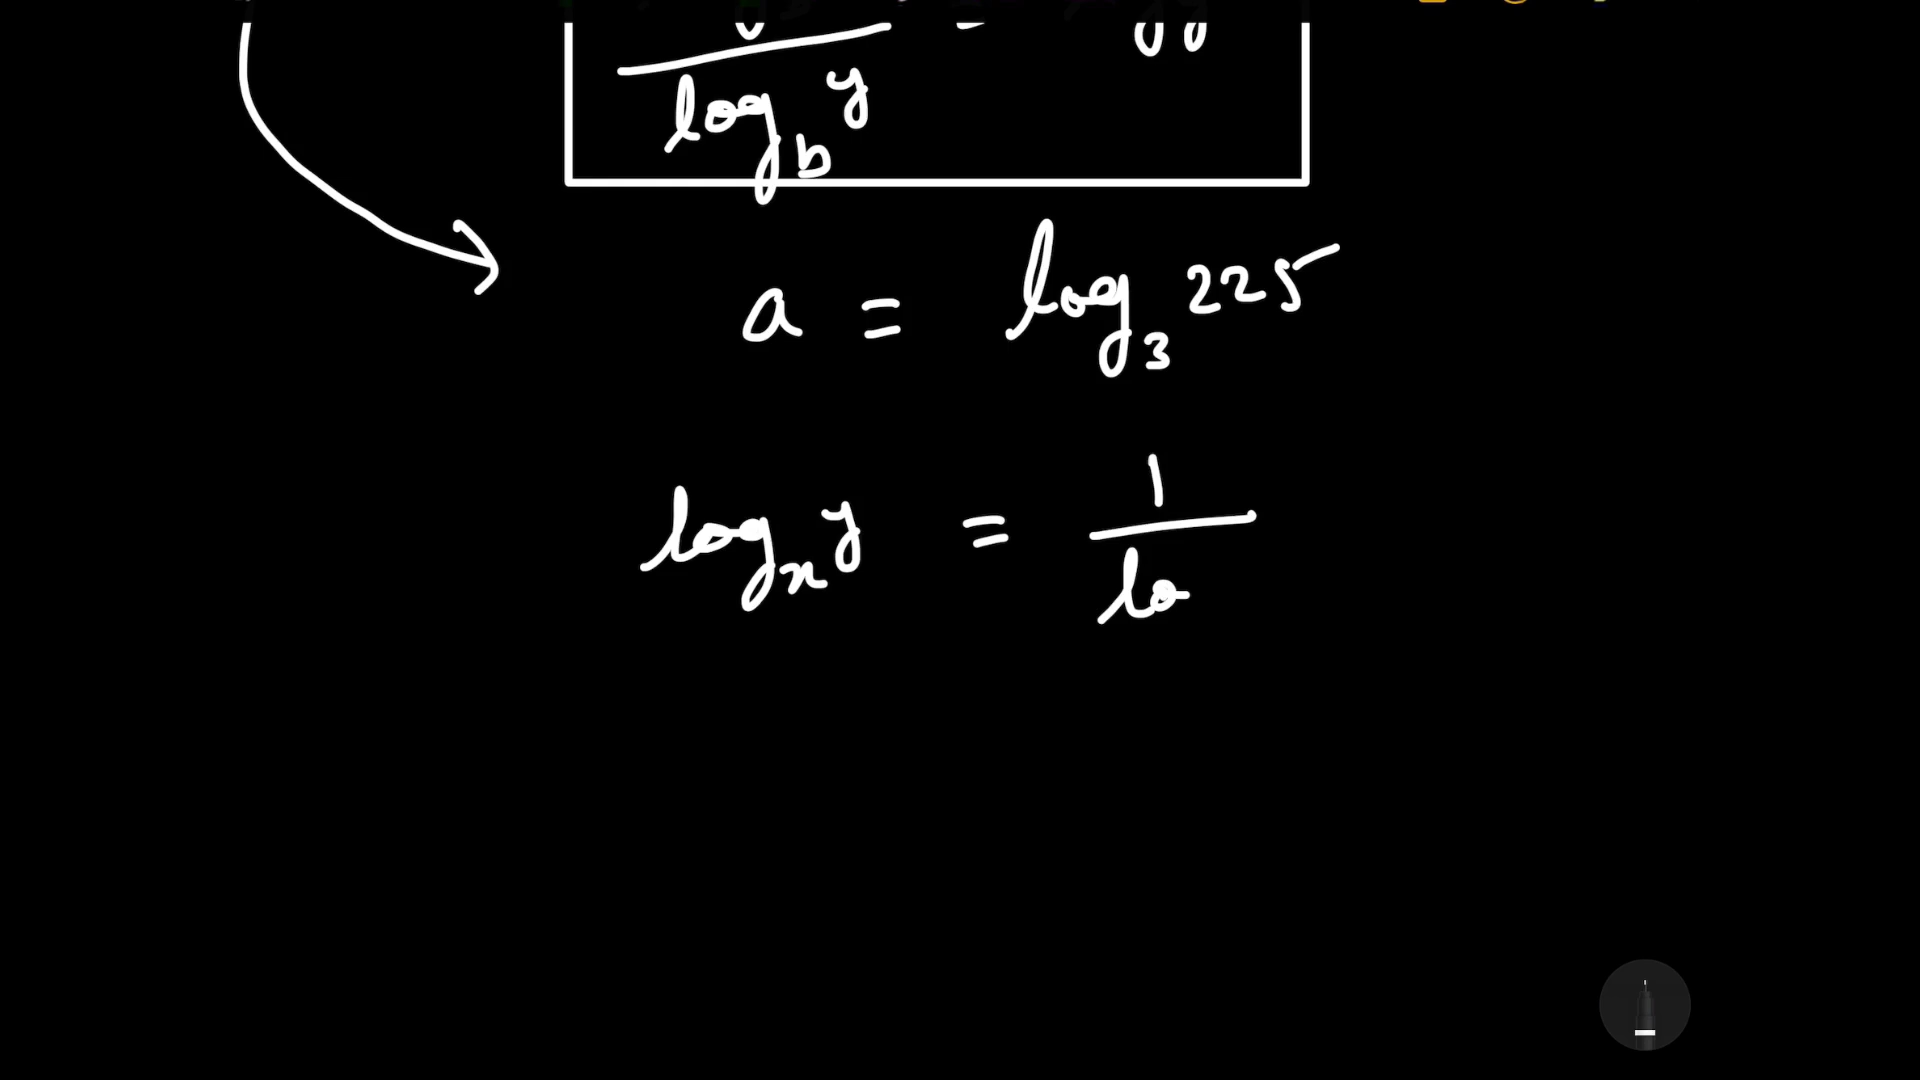 log_b y
a = log_3 225
log_x y = 1 / lo